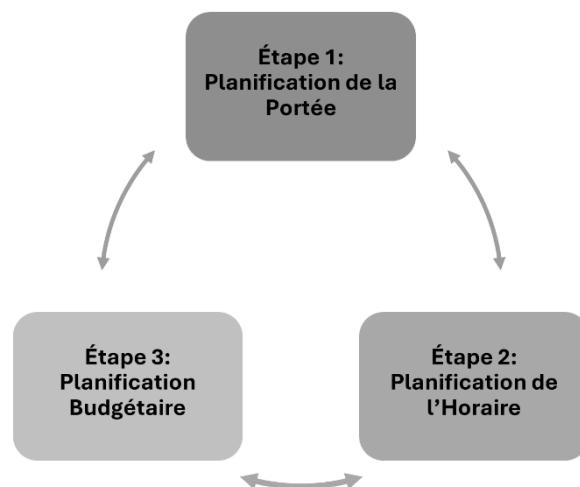 Étape 1:
Planification de la
Portée
Étape 3:
Planification
Budgétaire
Étape 2:
Planification de
l’Horaire